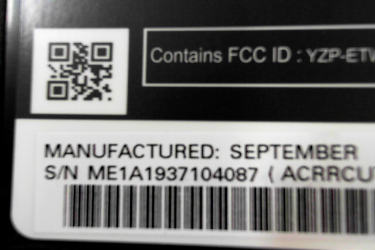 Contains FCC ID : YZP-ETW
MANUFACTURED: SEPTEMBER
S/N ME1A1937104087 ( ACRRCU